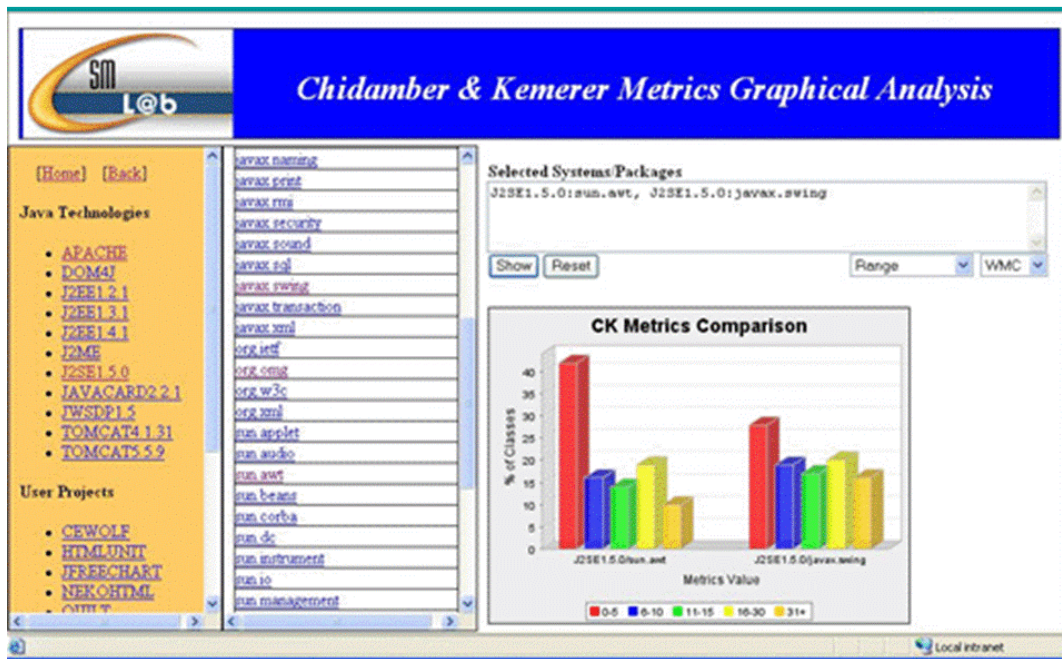 SM
L@b
Chidamber & Kemerer Metrics Graphical Analysis
[Home] [Back]
Java Technologies
APACHE
DOM4J
J2EE1.2.1
J2EE1.3.1
J2EE1.4.1
J2ME
J2SE1.5.0
JAVACARD2.2.1
JWSDP1.5
TOMCAT4.1.31
TOMCAT5.5.9
User Projects
CEWOLF
HTMLUNIT
JFREECHART
NEKOHTML
QUILT
javax naming
javax print
javax rmi
javax security
javax sound
javax sql
javax swing
javax transaction
javax xml
org ietf
org omg
org w3c
org xml
sun applet
sun audio
sun awt
sun beans
sun corba
sun dc
sun instrument
sun io
sun management
Selected Systems/Packages
J2SE1.5.0:sun.awt, J2SE1.5.0:javax.swing
Show Reset Range WMC
CK Metrics Comparison
% of Classes
40
35
30
25
20
15
10
5
0
J2SE1.5.0/sun.awt J2SE1.5.0/javax.swing
Metrics Value
0-5 6-10 11-15 16-30 31+
Local intranet